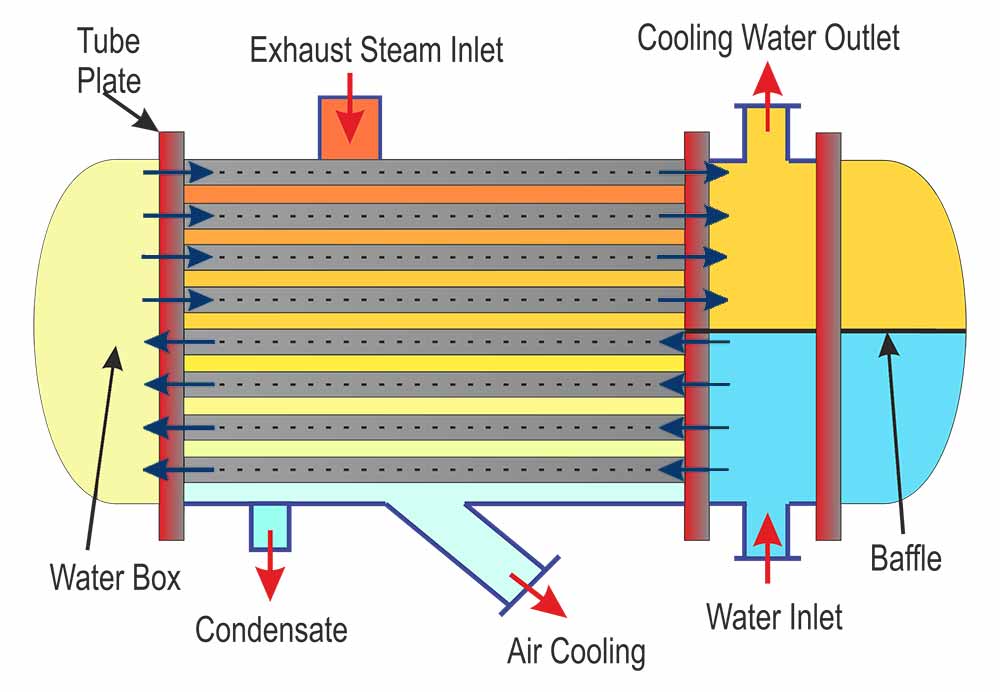 Tube
Plate
Exhaust Steam Inlet
Cooling Water Outlet
Water Box
Condensate
Air Cooling
Water Inlet
Baffle